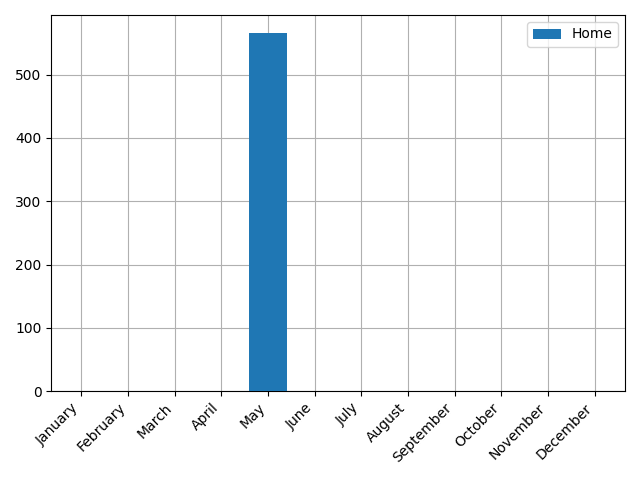 Home
500
400
300
200
100
0
January
February
March
April
May
June
July
August
September
October
November
December